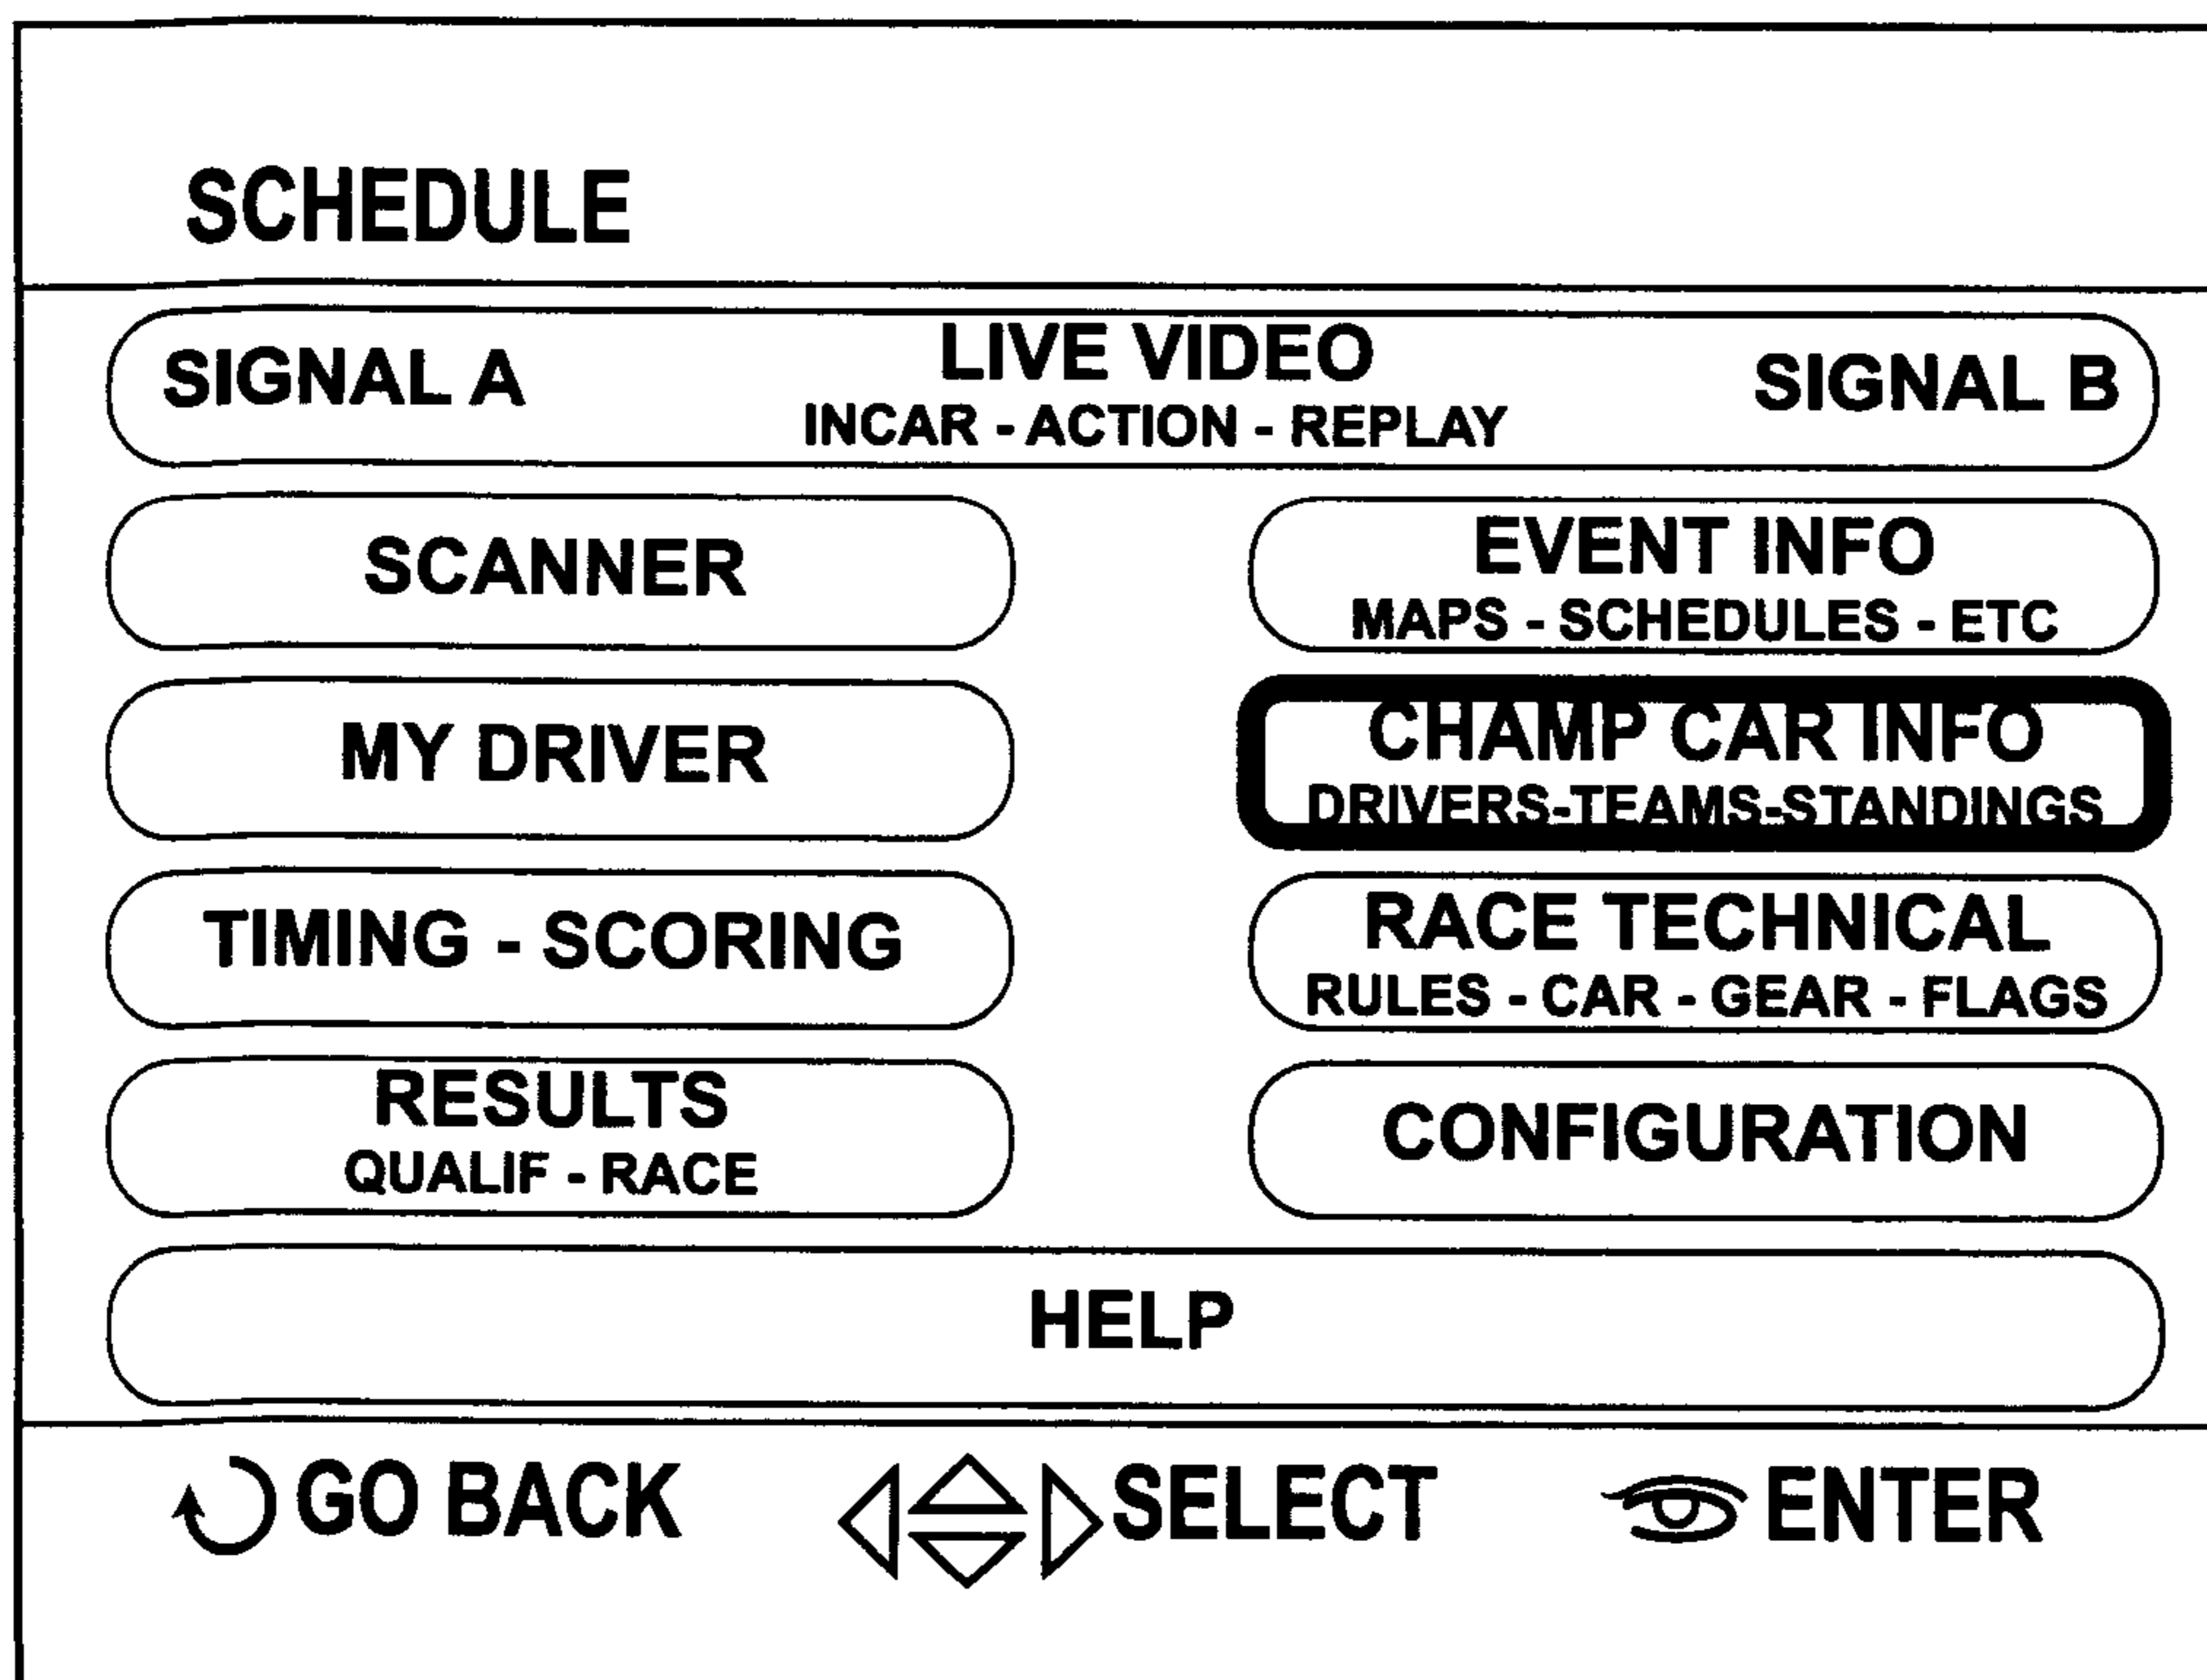 SCHEDULE
SIGNAL A LIVE VIDEO SIGNAL B
INCAR - ACTION - REPLAY
SCANNER
EVENT INFO
MAPS - SCHEDULES - ETC
MY DRIVER
CHAMP CAR INFO
DRIVERS-TEAMS-STANDINGS
TIMING - SCORING
RACE TECHNICAL
RULES - CAR - GEAR - FLAGS
RESULTS
QUALIF - RACE
CONFIGURATION
HELP
GO BACK SELECT ENTER